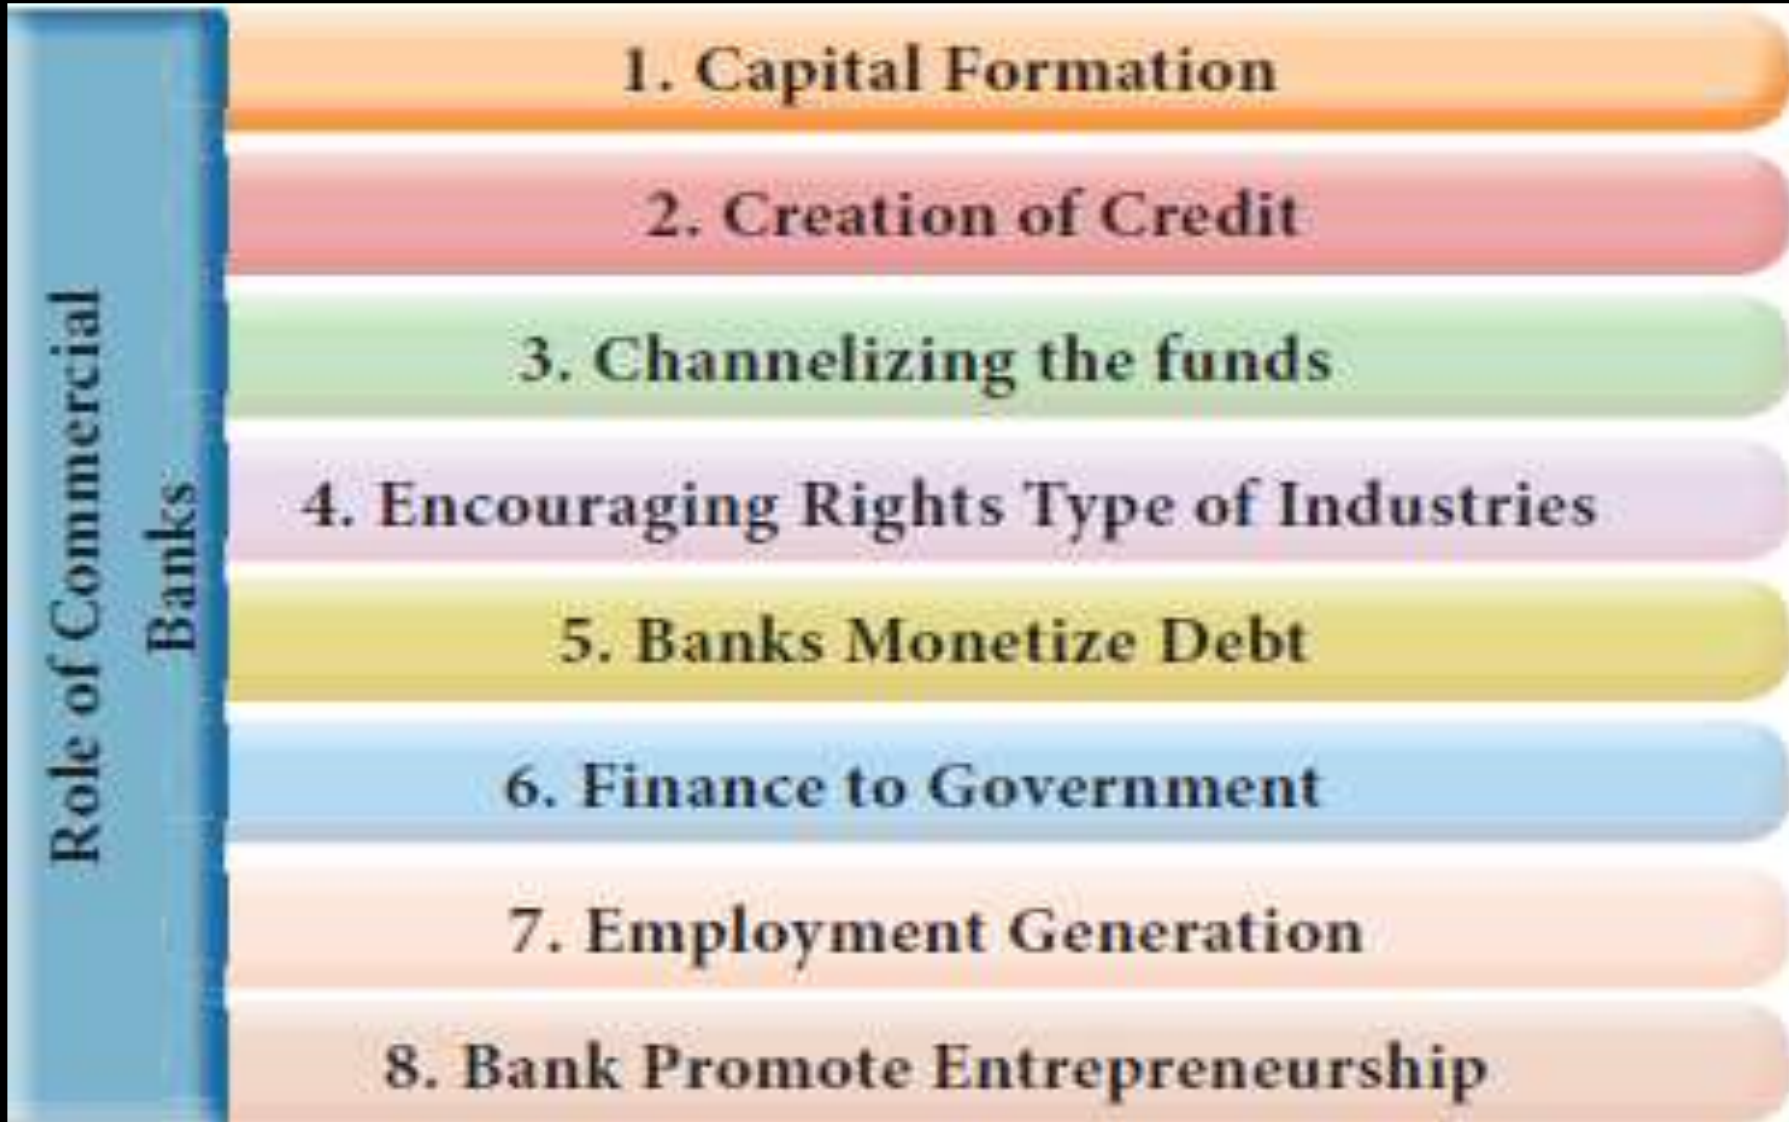 Role of Commercial
Banks
1. Capital Formation
2. Creation of Credit
3. Channelizing the funds
4. Encouraging Rights Type of Industries
5. Banks Monetize Debt
6. Finance to Government
7. Employment Generation
8. Bank Promote Entrepreneurship